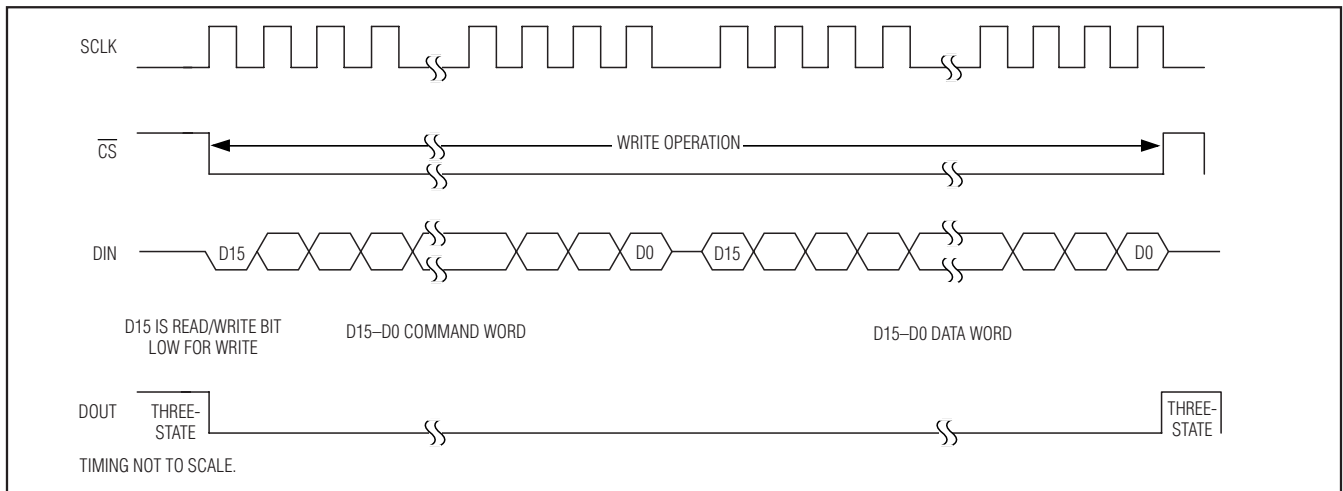 SCLK
CS
WRITE OPERATION
DIN
D15
D0
D15
D0
D15 IS READ/WRITE BIT
LOW FOR WRITE
D15–D0 COMMAND WORD
D15–D0 DATA WORD
DOUT
THREE-
STATE
THREE-
STATE
TIMING NOT TO SCALE.